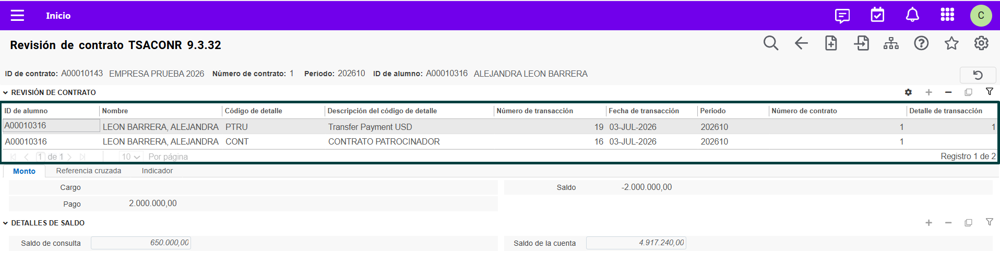 Inicio
C
Revisión de contrato TSACONR 9.3.32
ID de contrato: A00010143 EMPRESA PRUEBA 2026 Número de contrato: 1 Periodo: 202610 ID de alumno: A00010316 ALEJANDRA LEON BARRERA
REVISIÓN DE CONTRATO
ID de alumno Nombre Código de detalle Descripción del código de detalle Número de transacción Fecha de transacción Periodo Número de contrato Detalle de transacción
A00010316 LEON BARRERA, ALEJANDRA PTRU Transfer Payment USD 19 03-JUL-2026 202610 1 1
A00010316 LEON BARRERA, ALEJANDRA CONT CONTRATO PATROCINADOR 16 03-JUL-2026 202610 1
1 de 1 10 Por página Registro 1 de 2
Monto Referencia cruzada Indicador
Cargo Saldo -2.000.000,00
Pago 2.000.000,00
DETALLES DE SALDO
Saldo de consulta 650.000,00 Saldo de la cuenta 4.917.240,00